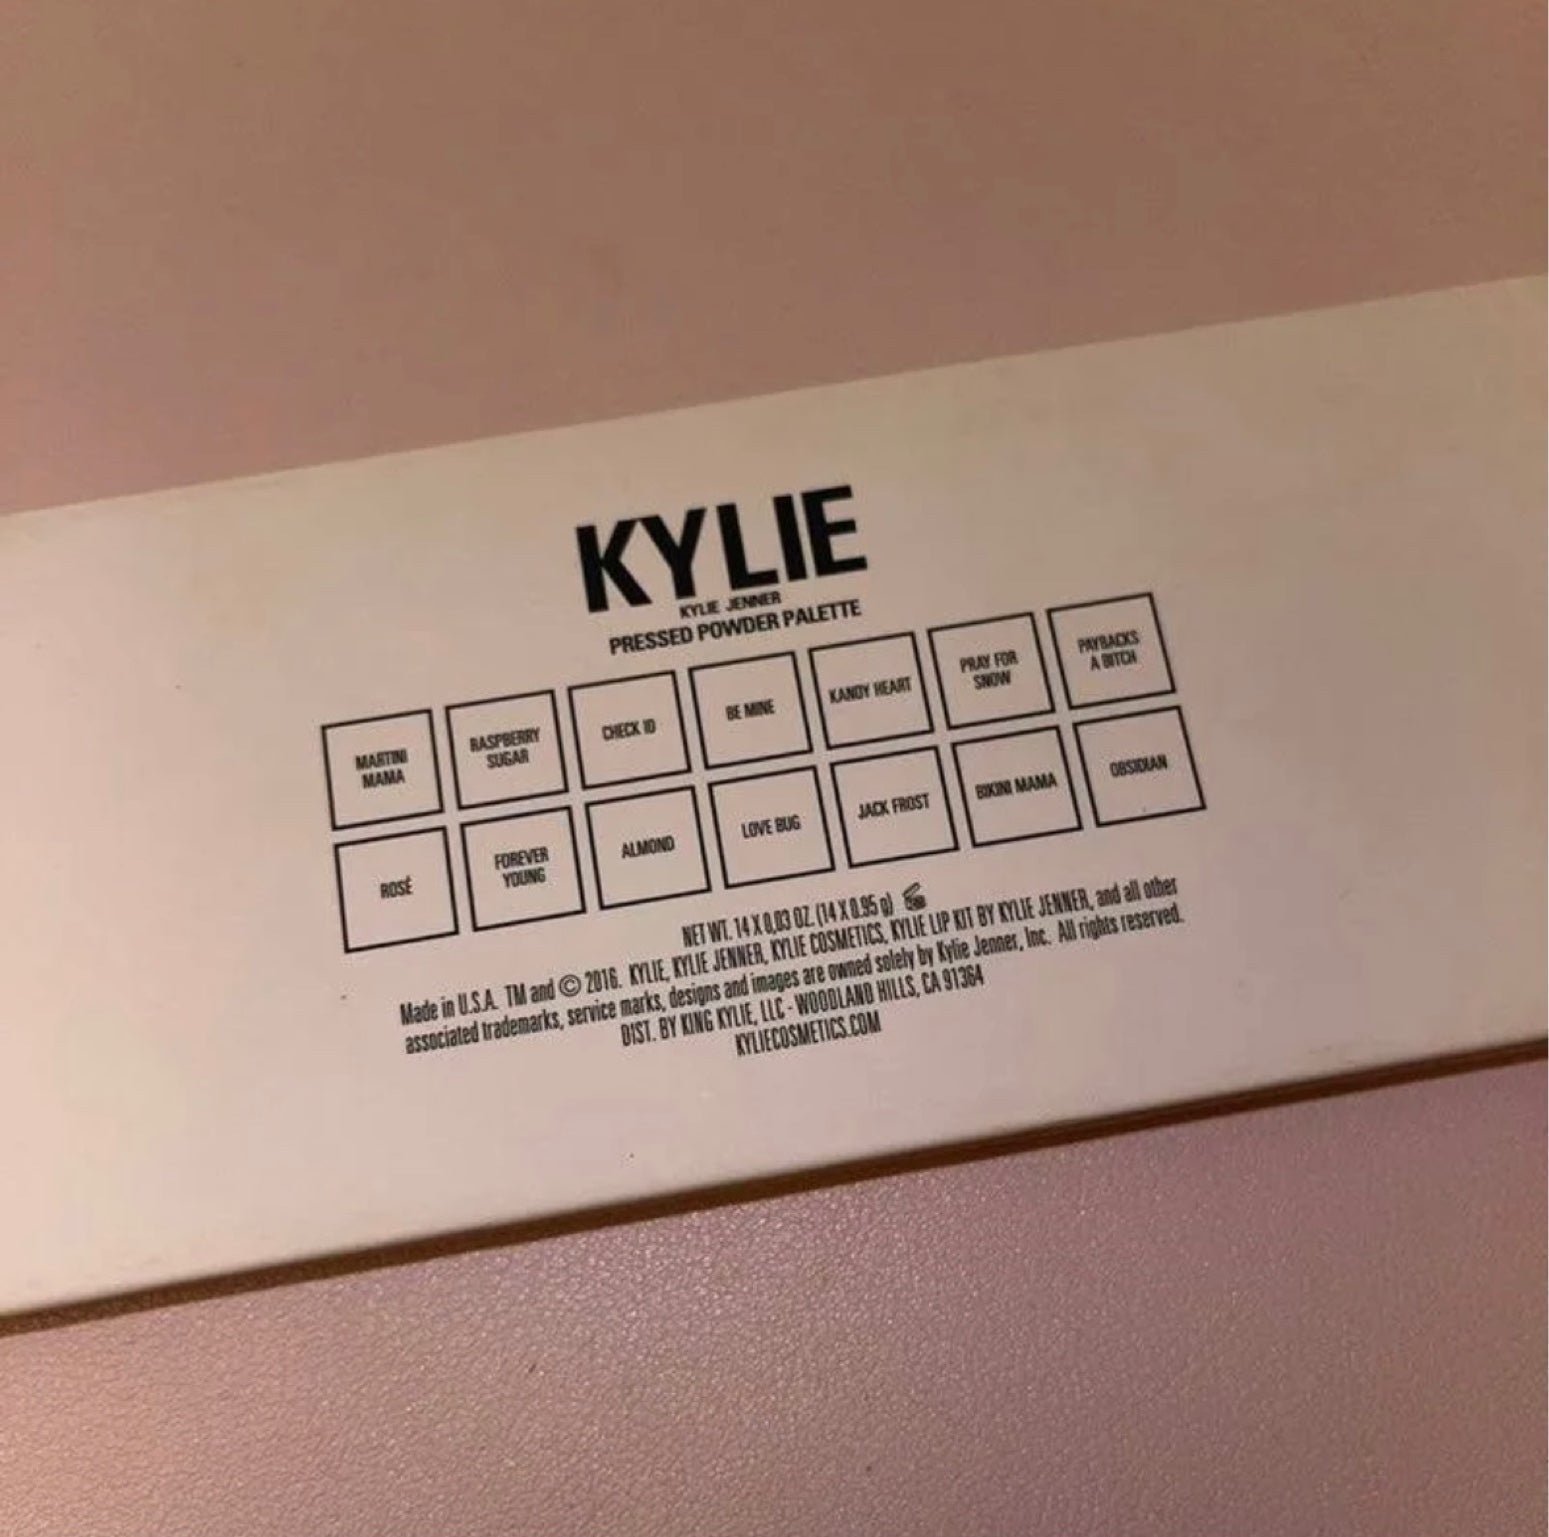 KYLIE
KYLIE JENNER
PRESSED POWDER PALETTE
MARTINI
MAMA
RASPBERRY
SUGAR
CHECK ID
BE MINE
KANDY HEART
PRAY FOR
SNOW
PAYBACKS
A BITCH
ROSÉ
FOREVER
YOUNG
ALMOND
LOVE BUG
JACK FROST
BIKINI MAMA
OBSIDIAN
NET WT. 14 X 0,03 OZ. (14 X 0.95 g)
Made in U.S.A. TM and © 2016. KYLIE, KYLIE JENNER, KYLIE COSMETICS, KYLIE LIP KIT BY KYLIE JENNER, and all other
associated trademarks, service marks, designs and images are owned solely by Kylie Jenner, Inc. All rights reserved.
DIST. BY KING KYLIE, LLC - WOODLAND HILLS, CA 91364
KYLIECOSMETICS.COM